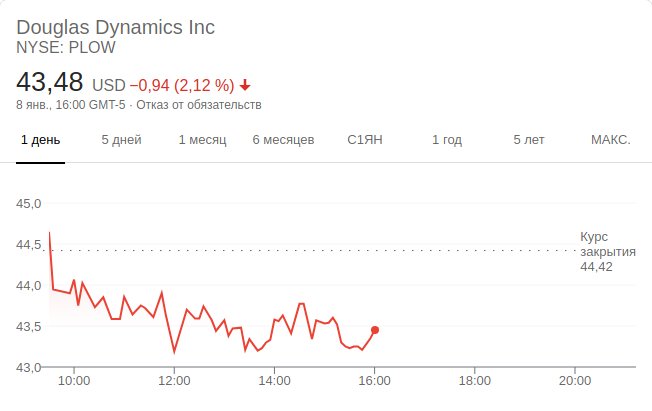 Douglas Dynamics Inc
NYSE: PLOW
43,48 USD −0,94 (2,12 %)
8 янв., 16:00 GMT-5 · Отказ от обязательств
1 день 5 дней 1 месяц 6 месяцев С1ЯН 1 год 5 лет МАКС.
45,0
44,5
44,0
43,5
43,0
Курс
закрытия
44,42
10:00 12:00 14:00 16:00 18:00 20:00